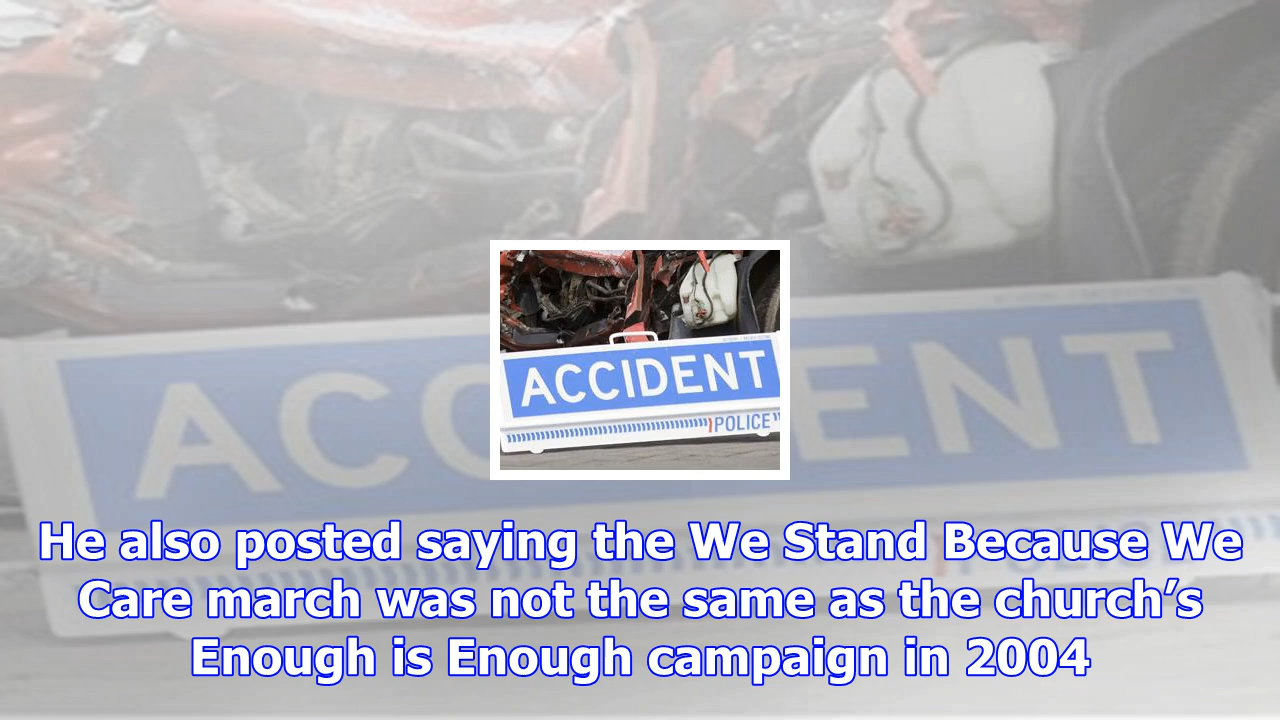 ACCIDENT
POLICE
He also posted saying the We Stand Because We
Care march was not the same as the church’s
Enough is Enough campaign in 2004